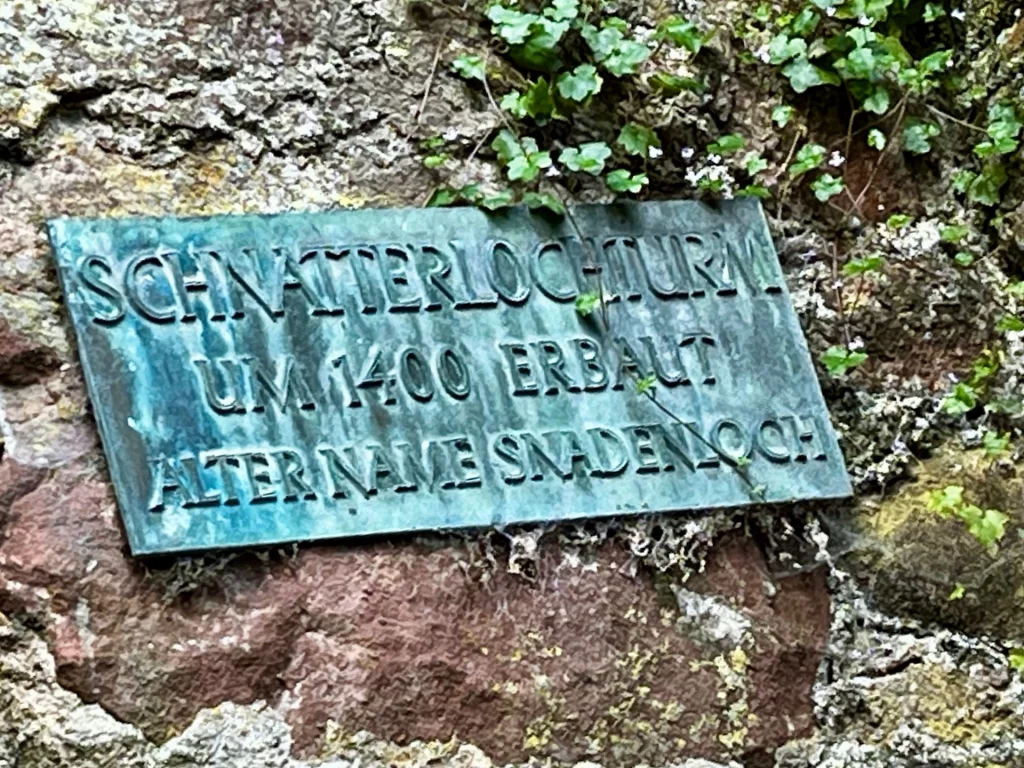 SCHNATTERLOCHTURM
UM 1400 ERBAUT
ALTER NAME SNADENLOCH